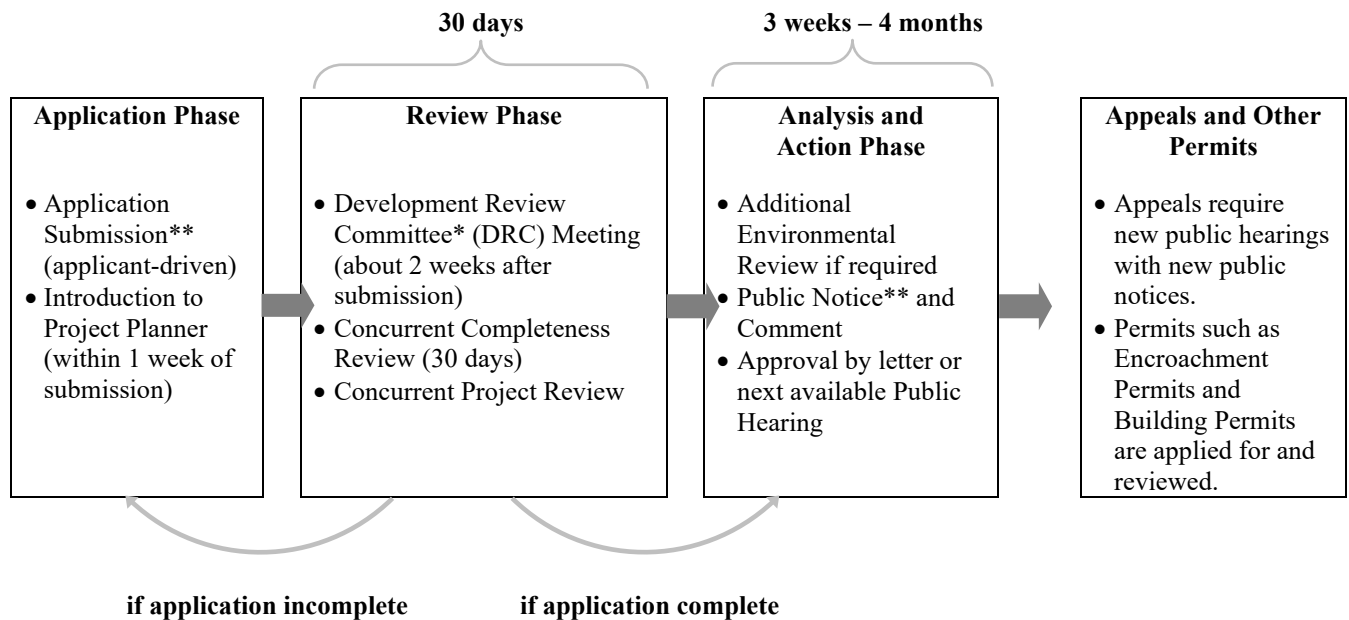 30 days
3 weeks – 4 months
Application Phase
• Application
Submission**
(applicant-driven)
• Introduction to
Project Planner
(within 1 week of
submission)
Review Phase
• Development Review
Committee* (DRC) Meeting
(about 2 weeks after
submission)
• Concurrent Completeness
Review (30 days)
• Concurrent Project Review
Analysis and
Action Phase
• Additional
Environmental
Review if required
• Public Notice** and
Comment
• Approval by letter or
next available Public
Hearing
Appeals and Other
Permits
• Appeals require
new public hearings
with new public
notices.
• Permits such as
Encroachment
Permits and
Building Permits
are applied for and
reviewed.
if application incomplete
if application complete